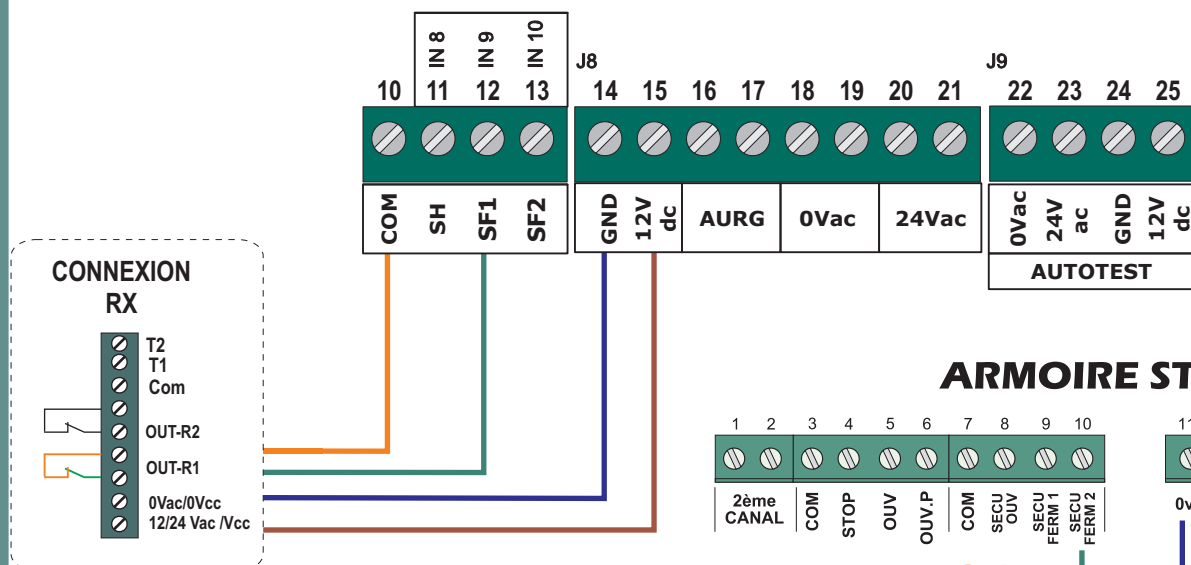 IN 8 IN 9 IN 10
J8 J9
10 11 12 13 14 15 16 17 18 19 20 21 22 23 24 25
COM SH SF1 SF2 GND 12V dc AURG 0Vac 24Vac 0Vac 24V ac GND 12V dc
AUTOTEST
CONNEXION
RX
T2
T1
Com
OUT-R2
OUT-R1
0Vac/0Vcc
12/24 Vac /Vcc
ARMOIRE ST
1 2 3 4 5 6 7 8 9 10 11
2ème
CANAL
COM
STOP
OUV
OUV.P
COM
SECU
OUV
SECU
FERM 1
SECU
FERM 2
0v